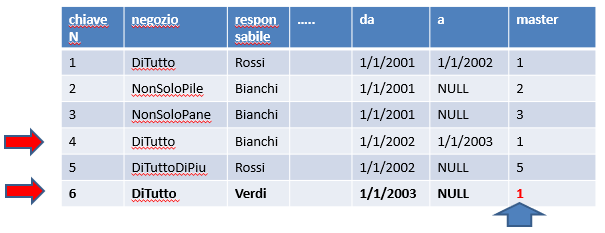 chiave N negozio respon sabile ..... da a master
1 DiTutto Rossi 1/1/2001 1/1/2002 1
2 NonSoloPile Bianchi 1/1/2001 NULL 2
3 NonSoloPane Bianchi 1/1/2001 NULL 3
4 DiTutto Bianchi 1/1/2002 1/1/2003 1
5 DiTuttoDiPiu Rossi 1/1/2002 NULL 5
6 DiTutto Verdi 1/1/2003 NULL 1